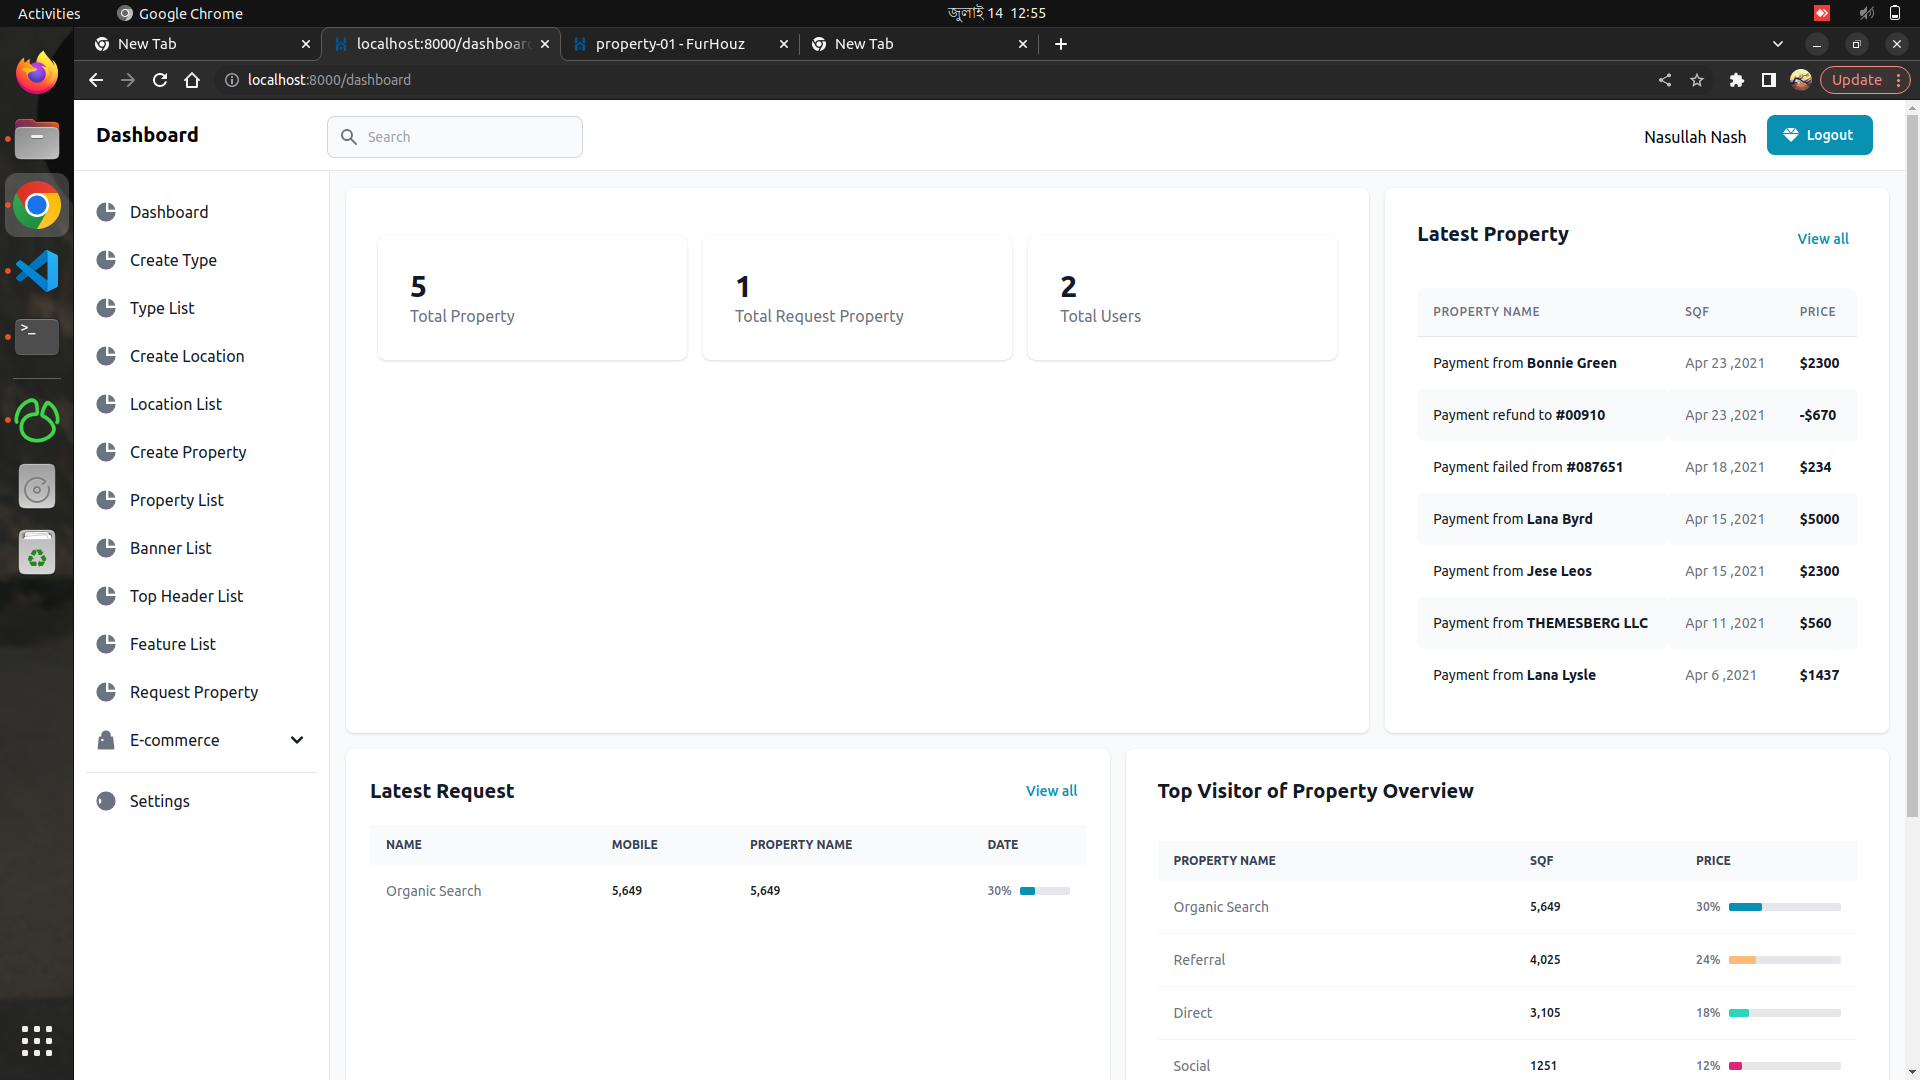 Activities
Google Chrome
জুলাই 14 12:55
New Tab
localhost:8000/dashboar
property-01 - FurHouz
New Tab
localhost:8000/dashboard
Update
Dashboard
Search
Nasullah Nash
Logout
Dashboard
Create Type
Type List
Create Location
Location List
Create Property
Property List
Banner List
Top Header List
Feature List
Request Property
E-commerce
Settings
5
Total Property
1
Total Request Property
2
Total Users
Latest Property
View all
PROPERTY NAME SQF PRICE
Payment from Bonnie Green Apr 23 ,2021 $2300
Payment refund to #00910 Apr 23 ,2021 -$670
Payment failed from #087651 Apr 18 ,2021 $234
Payment from Lana Byrd Apr 15 ,2021 $5000
Payment from Jese Leos Apr 15 ,2021 $2300
Payment from THEMESBERG LLC Apr 11 ,2021 $560
Payment from Lana Lysle Apr 6 ,2021 $1437
Latest Request
View all
NAME MOBILE PROPERTY NAME DATE
Organic Search 5,649 5,649 30%
Top Visitor of Property Overview
PROPERTY NAME SQF PRICE
Organic Search 5,649 30%
Referral 4,025 24%
Direct 3,105 18%
Social 1251 12%